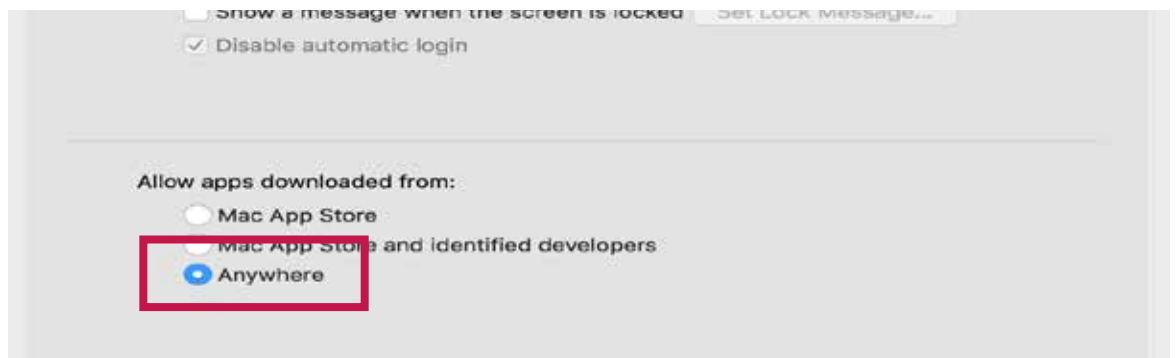 Show a message when the screen is locked Set Lock Message...
Disable automatic login
Allow apps downloaded from:
Mac App Store
Mac App Store and identified developers
Anywhere